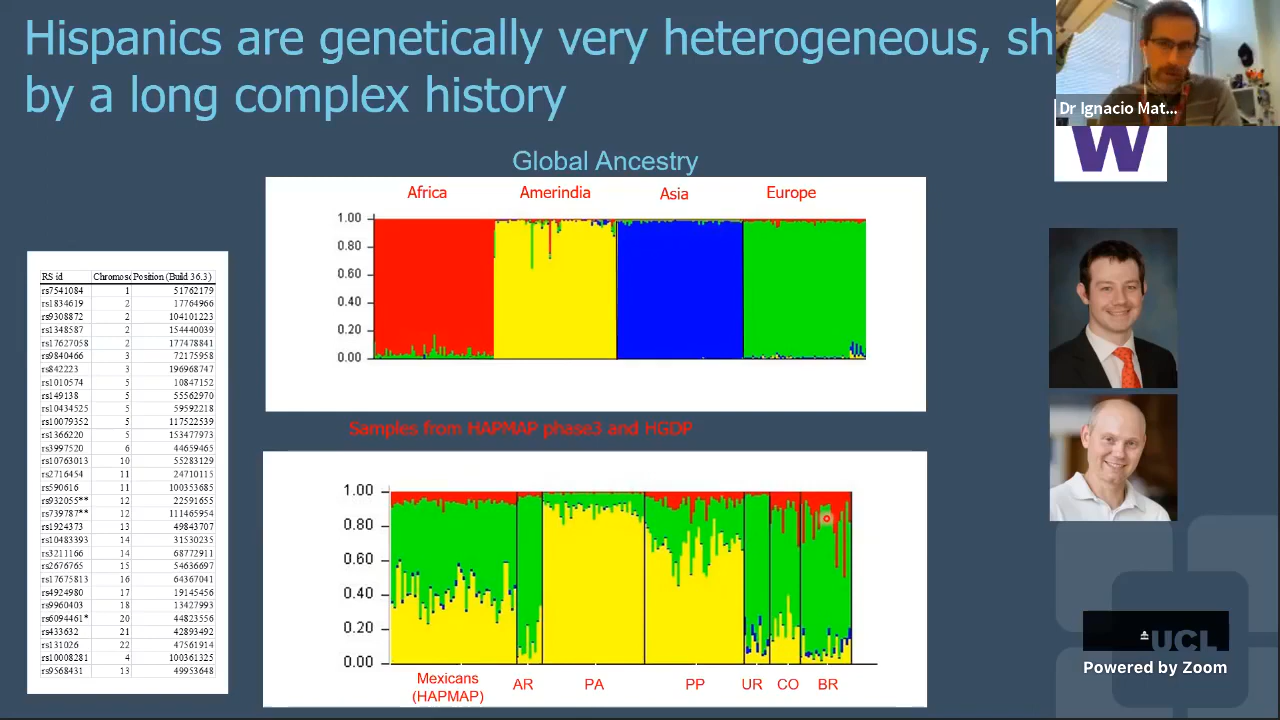 Hispanics are genetically very heterogeneous, sh
by a long complex history
Dr Ignacio Mat...
W
Global Ancestry
Africa Amerindia Asia Europe
1.00
0.80
0.60
0.40
0.20
0.00
RS id Chromosc Position (Build 36.3)
rs7541084 1 51762179
rs1834619 2 17764966
rs9308872 2 104101223
rs1348587 2 154440039
rs17627058 2 177478841
rs9840466 3 72175958
rs842223 3 196968747
rs1010574 5 10847152
rs149138 5 55562970
rs10434525 5 59592218
rs10079352 5 117522539
rs1366220 5 153477973
rs3997520 6 44659465
rs10763013 10 55283129
rs2716454 11 24710115
rs590616 11 100353685
rs932055** 12 22591655
rs739787** 12 111465954
rs1924373 13 49843707
rs10483393 14 31530235
rs3211166 14 68772911
rs2676765 15 54636697
rs17675813 16 64367041
rs4924980 17 19145456
rs9960403 18 13427993
rs6094461* 20 44823556
rs433632 21 42893492
rs131026 22 47561914
rs10008281 4 100361325
rs9568431 13 49953648
Samples from HAPMAP phase3 and HGDP
1.00
0.80
0.60
0.40
0.20
0.00
Mexicans
(HAPMAP)
AR PA PP UR CO BR
UCL
Powered by Zoom